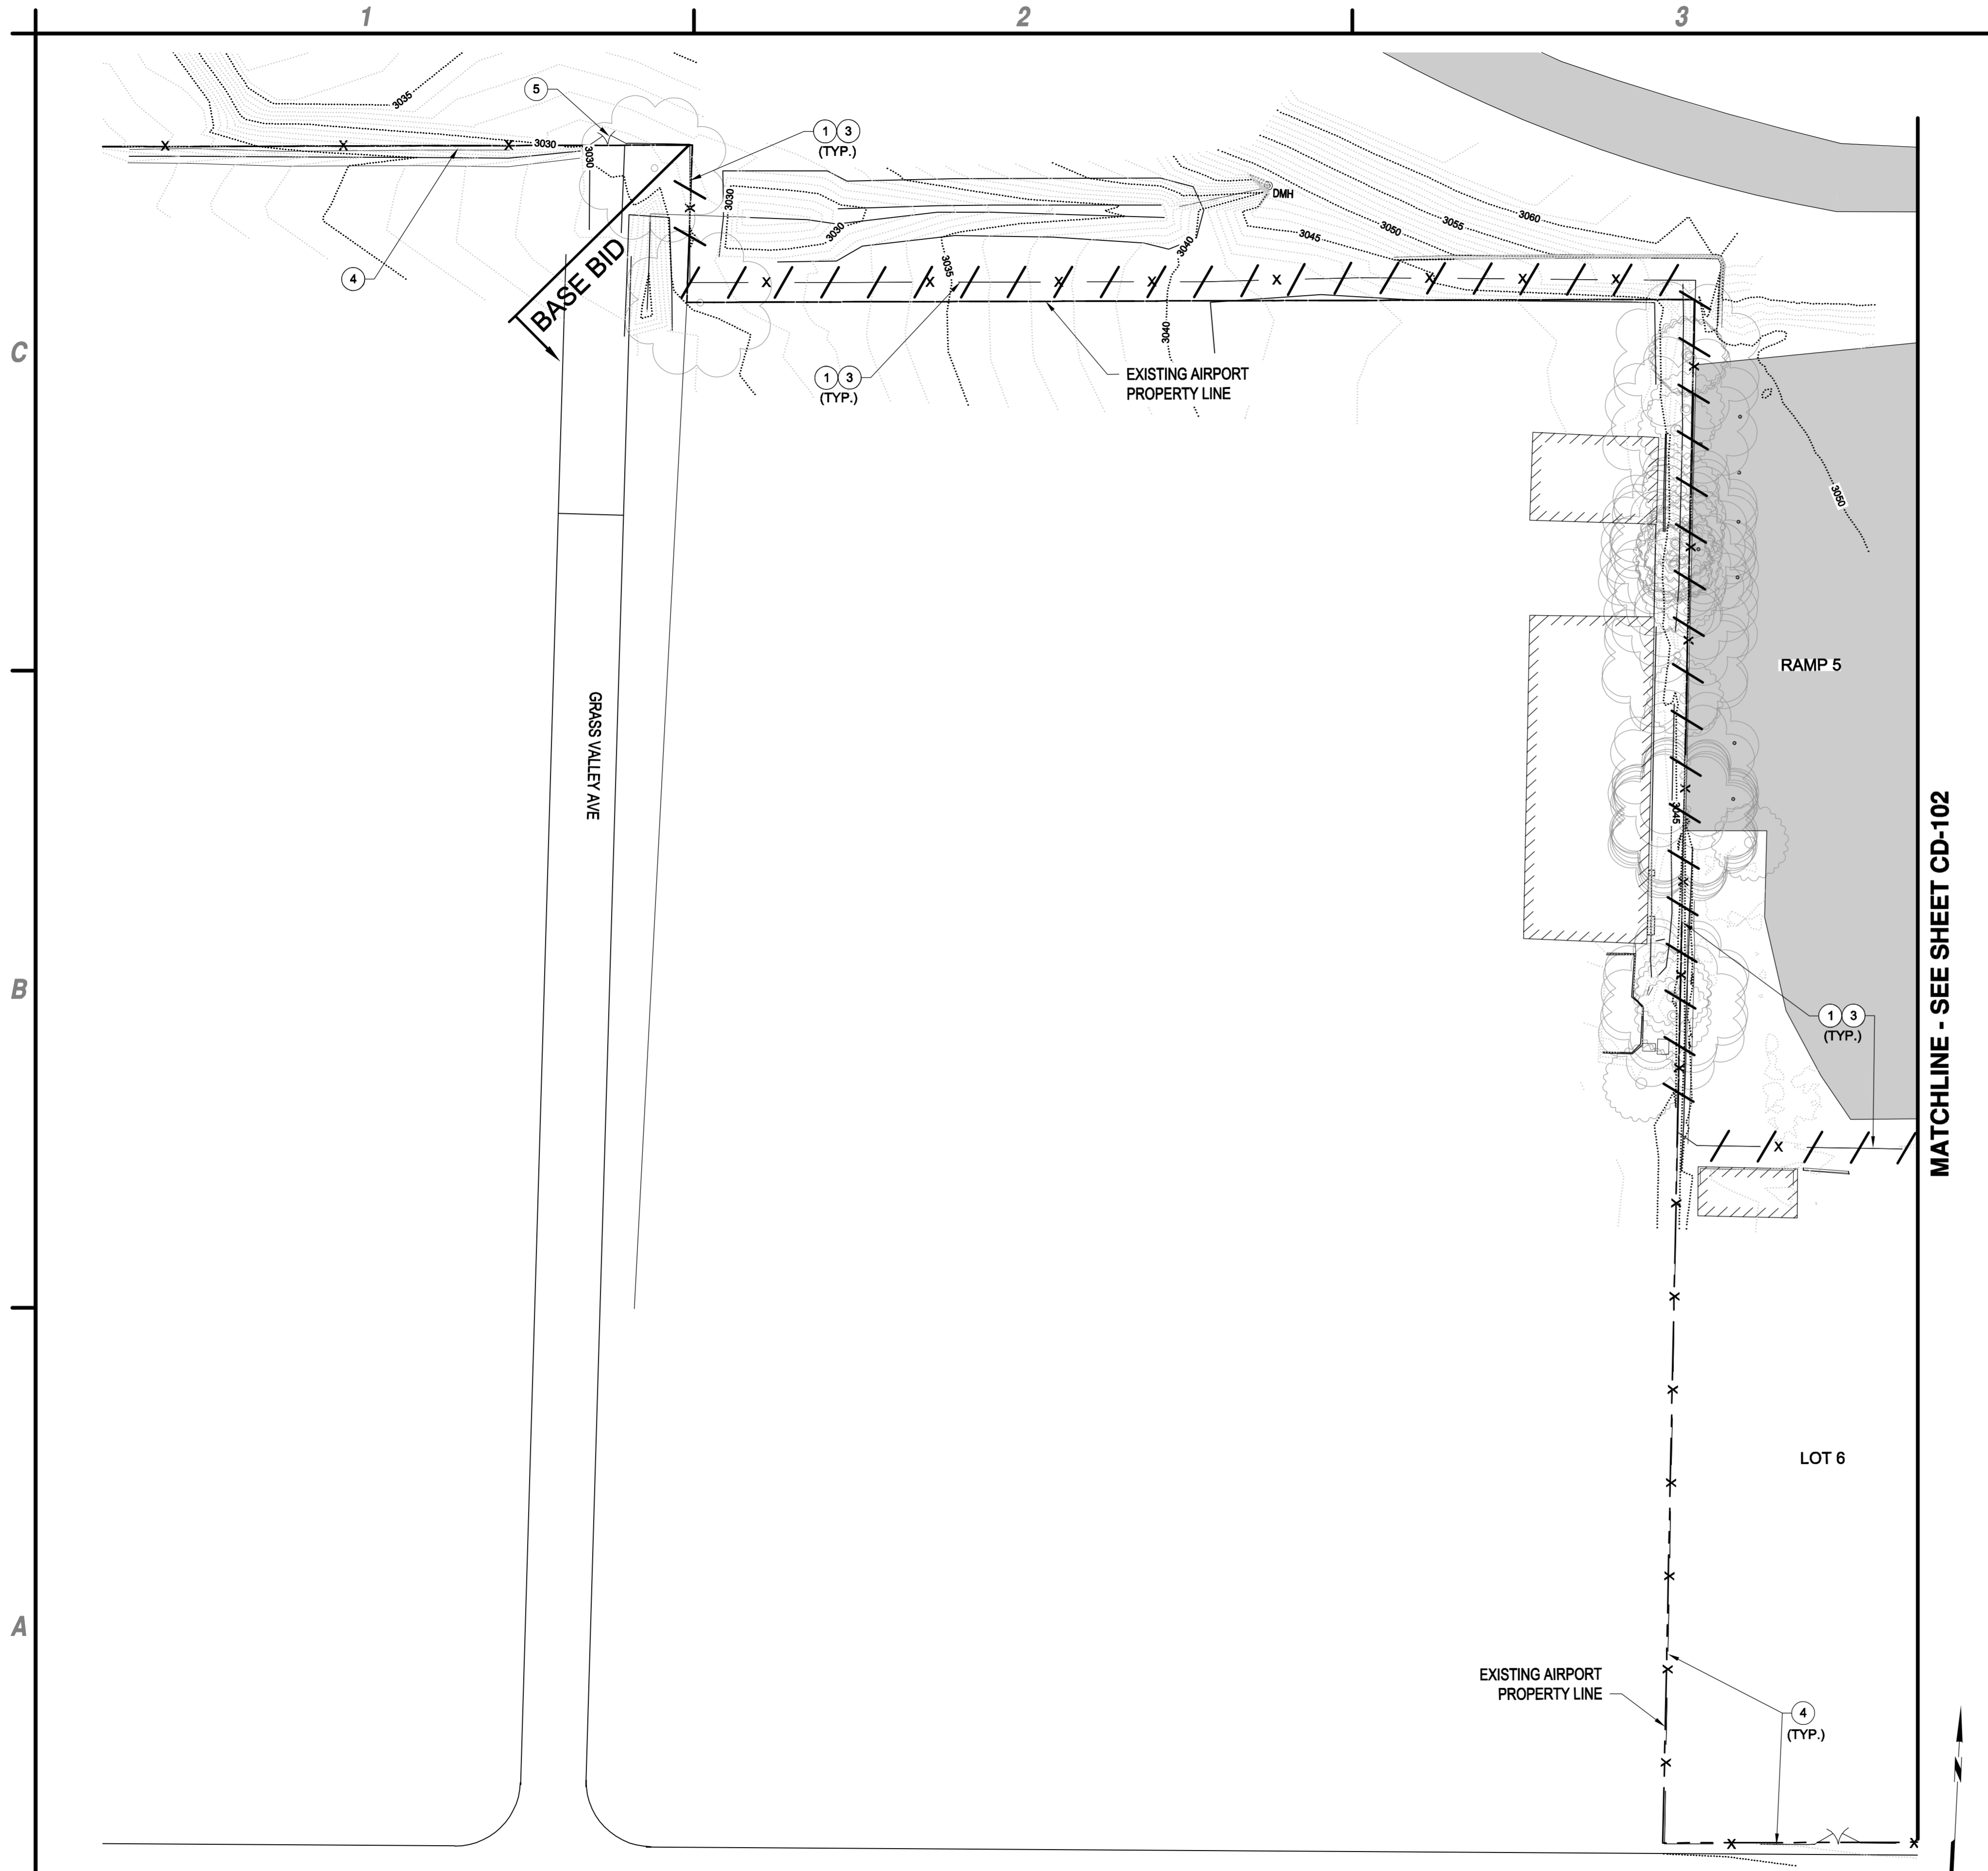 1
2
3
3035
5
1 3
(TYP.)
3030
3030
4
BASE BID
3030
3030
DMH
3035
3040
3045
3050
3055
3060
3040
C
1 3
(TYP.)
EXISTING AIRPORT
PROPERTY LINE
3050
RAMP 5
GRASS VALLEY AVE
3045
B
1 3
(TYP.)
MATCHLINE - SEE SHEET CD-102
LOT 6
A
EXISTING AIRPORT
PROPERTY LINE
4
(TYP.)
N